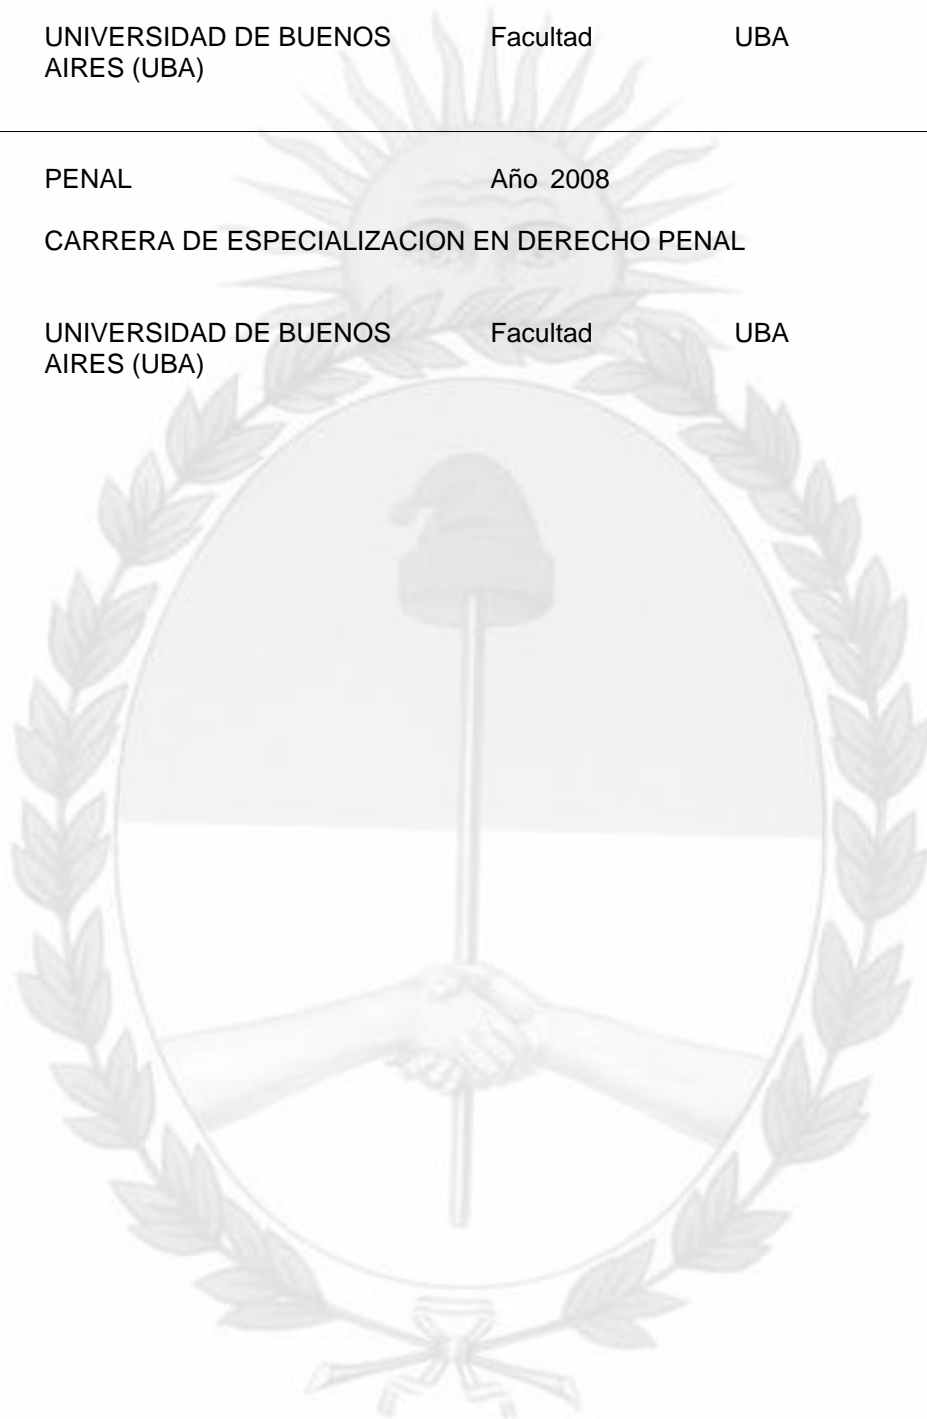 UNIVERSIDAD DE BUENOS Facultad UBA
AIRES (UBA)
PENAL Año 2008
CARRERA DE ESPECIALIZACION EN DERECHO PENAL
UNIVERSIDAD DE BUENOS Facultad UBA
AIRES (UBA)